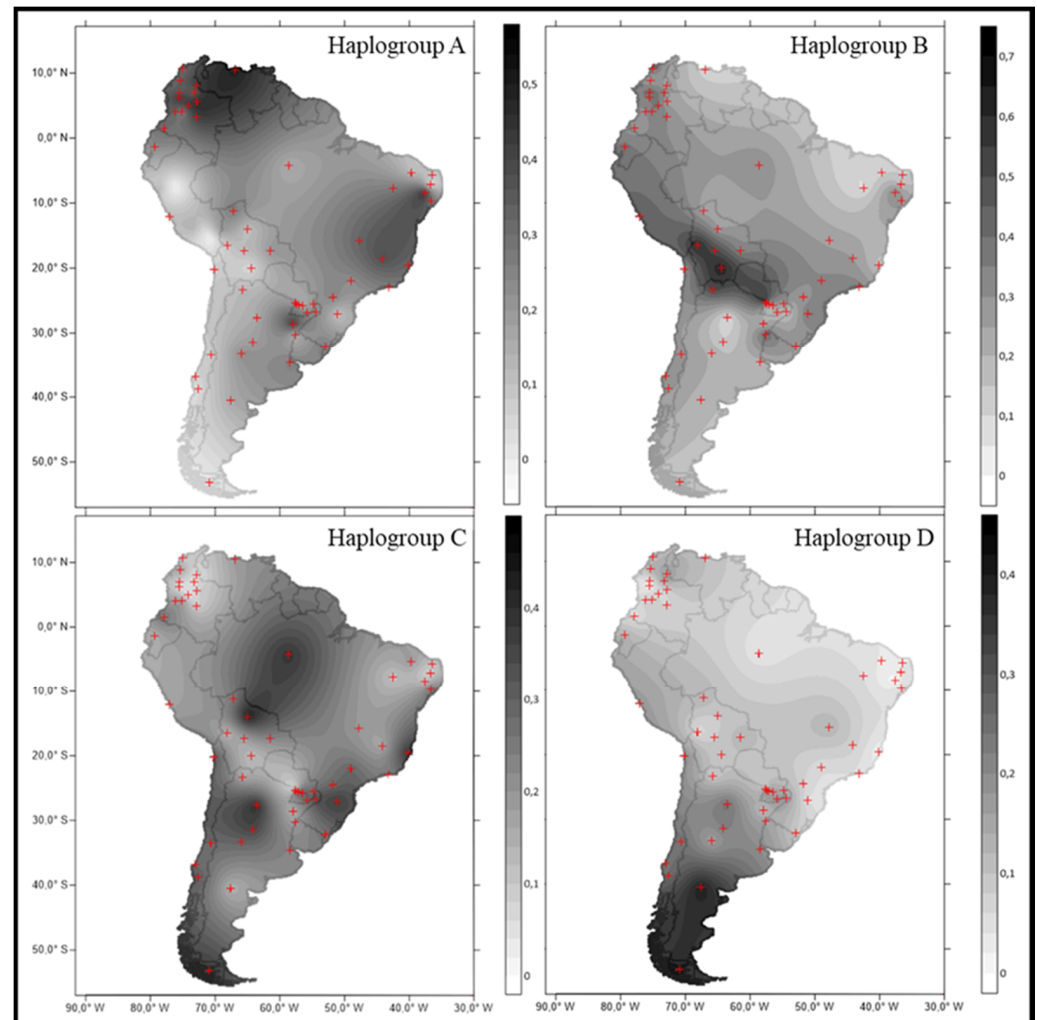 Haplogroup A
Haplogroup B
10,0° N
0,0° N
10,0° S
20,0° S
30,0° S
40,0° S
50,0° S
0,5
0,4
0,3
0,2
0,1
0
0,7
0,6
0,5
0,4
0,3
0,2
0,1
0
Haplogroup C
Haplogroup D
10,0° N
0,0° N
10,0° S
20,0° S
30,0° S
40,0° S
50,0° S
0,4
0,3
0,2
0,1
0
0,4
0,3
0,2
0,1
0
90,0° W 80,0° W 70,0° W 60,0° W 50,0° W 40,0° W 30,0° W
90,0° W 80,0° W 70,0° W 60,0° W 50,0° W 40,0° W 30,0° W